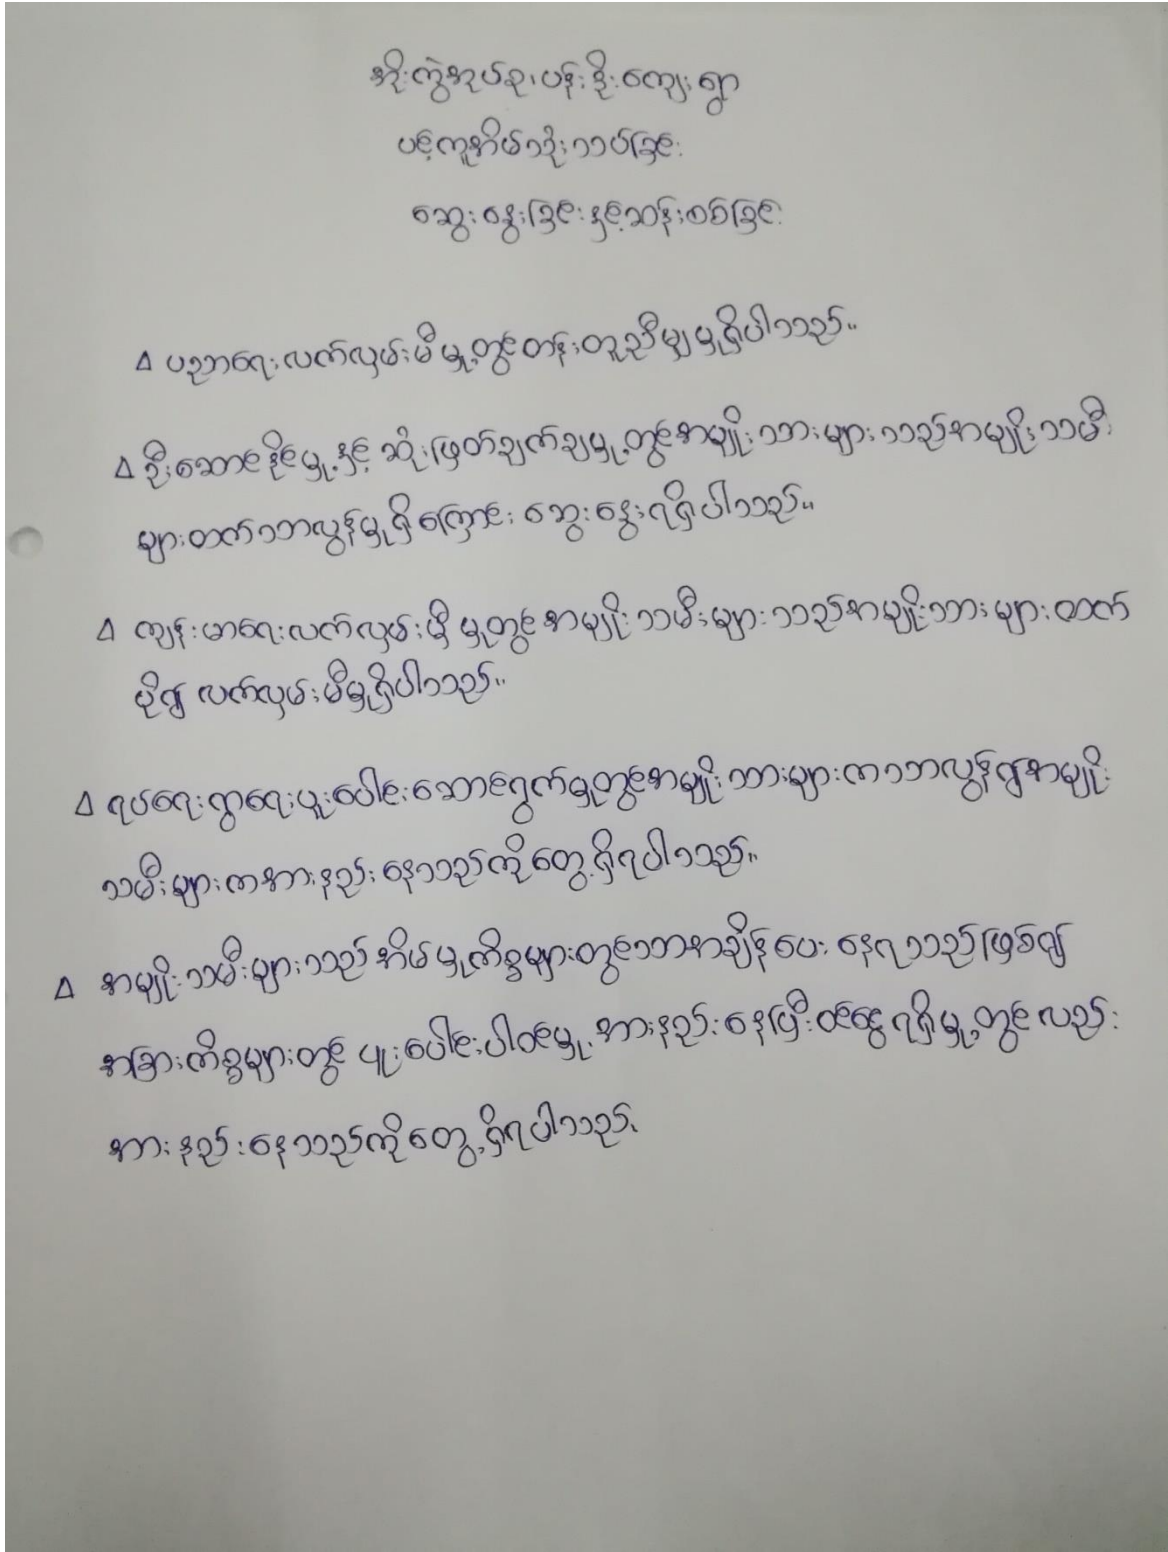 အိုးကွဲအုပ်စု၊ ပန်းဒိုးကျေးရွာ
ပင့်ကူအိမ်သုံးသပ်ခြင်း
ဆွေးနွေးခြင်းနှင့်ဆန်းစစ်ခြင်း
ပညာရေးလက်လှမ်းမီမှု့တွင်တန်းတူညီမျှမှု့ရှိပါသည်။
ဦးဆောင်နိုင်မှု့နှင့် ဆုံးဖြတ်ချက်ချမှု့တွင်အမျိုးသားများသည်အမျိုးသမီး
များထက်သာလွန်မှု့ရှိကြောင်း ဆွေးနွေးရရှိပါသည်။
ကျန်းမာရေးလက်လှမ်းမှီမှု့တွင်အမျိုးသမီးများသည်အမျိုးသားများထက်
ပို၍ လက်လှမ်းမီမှု့ရှိပါသည်။
ရပ်ရေးရွာရေးပူးပေါင်းဆောင်ရွက်မှု့တွင်အမျိုးသားများကသာလွန်၍အမျိုး
သမီးများကအားနည်းနေသည်ကိုတွေ့ရှိရပါသည်။
အမျိုးသမီးများသည်အိမ်မှု့ကိစ္စများတွင်သာအချိန်ပေးနေရသည်ဖြစ်၍
အခြားကိစ္စများတွင် ပူးပေါင်းပါဝင်မှု့အားနည်းနေပြီးဝင်ငွေရရှိမှု့တွင်လည်း
အားနည်းနေသည်ကိုတွေ့ရှိရပါသည်